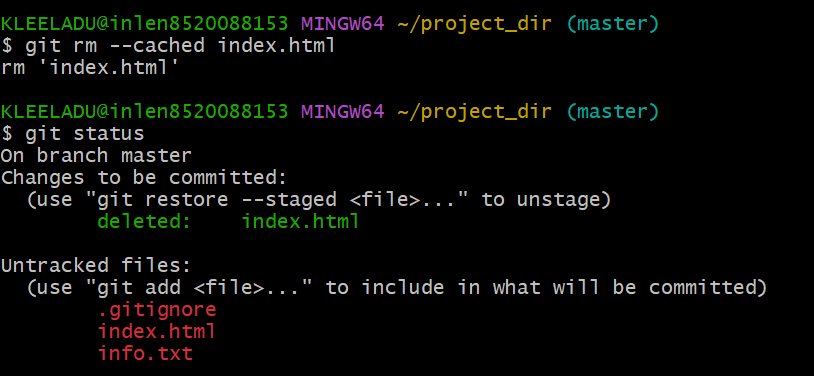 KLEELADU@inlen8520088153 MINGW64 ~/project_dir (master)
$ git rm --cached index.html
rm 'index.html'
KLEELADU@inlen8520088153 MINGW64 ~/project_dir (master)
$ git status
On branch master
Changes to be committed:
  (use "git restore --staged <file>..." to unstage)
        deleted:    index.html
Untracked files:
  (use "git add <file>..." to include in what will be committed)
        .gitignore
        index.html
        info.txt